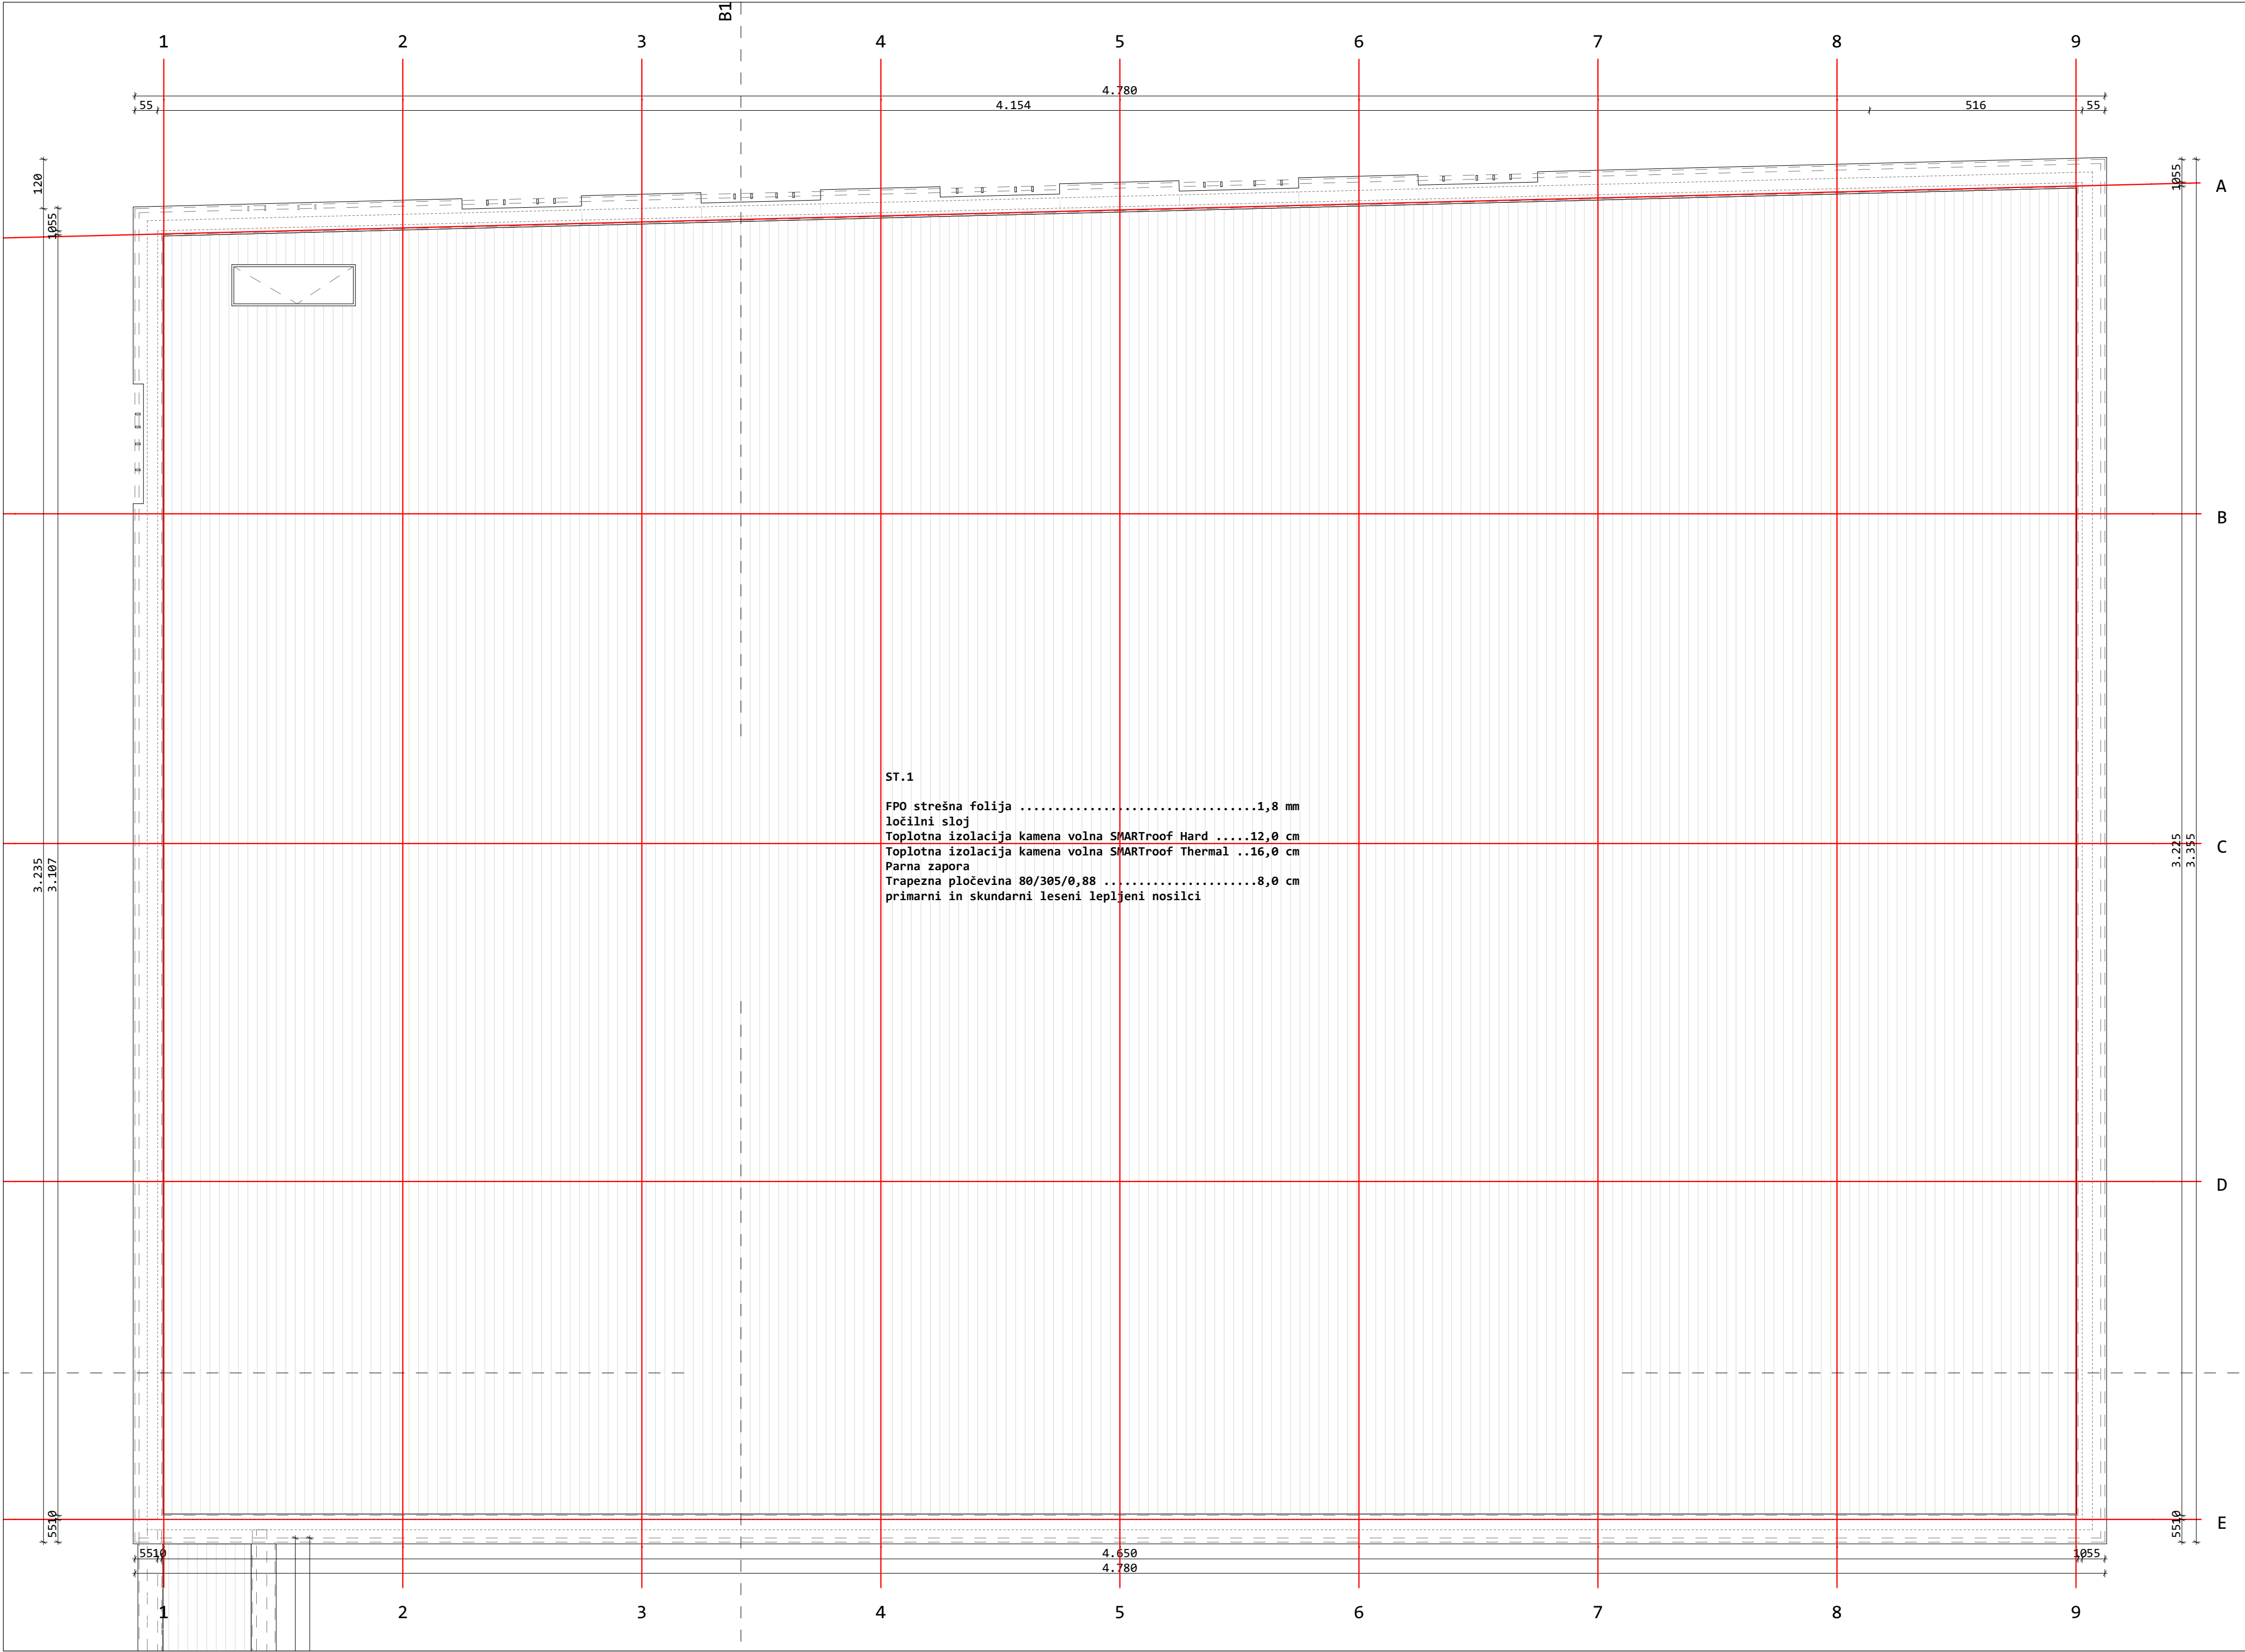 B1
1 2 3 4 5 6 7 8 9
4.780
55 4.154 516 55
120
1055
1055
A
B
ST.1
FPO strešna folija ..................................1,8 mm
ločilni sloj
Toplotna izolacija kamena volna SMARTroof Hard .....12,0 cm
Toplotna izolacija kamena volna SMARTroof Thermal ..16,0 cm
Parna zapora
Trapezna pločevina 80/305/0,88 ......................8,0 cm
primarni in skundarni leseni lepljeni nosilci
3.235
3.107
3.225
3.355
C
D
5510
5510
E
5510 4.650 1055
4.780
1 2 3 4 5 6 7 8 9